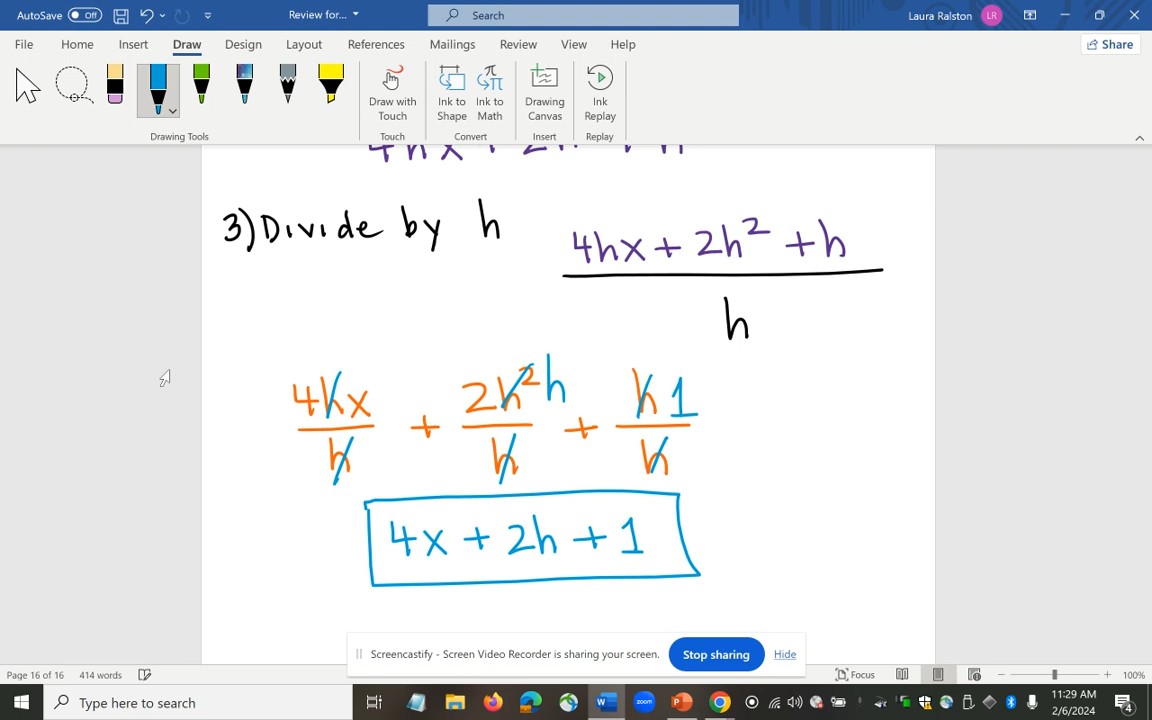 AutoSave Off Review for... Search Laura Ralston LR
File Home Insert Draw Design Layout References Mailings Review View Help Share
Draw with Touch
Ink to Shape
Ink to Math
Drawing Canvas
Ink Replay
Drawing Tools Touch Convert Insert Replay
3) Divide by h
4hx + 2h² + h
h
4hx + 2h² h + h 1
h h h
4x + 2h + 1
Screencastify - Screen Video Recorder is sharing your screen. Stop sharing Hide
Page 16 of 16 414 words Focus 100%
Type here to search
11:29 AM
2/6/2024
4